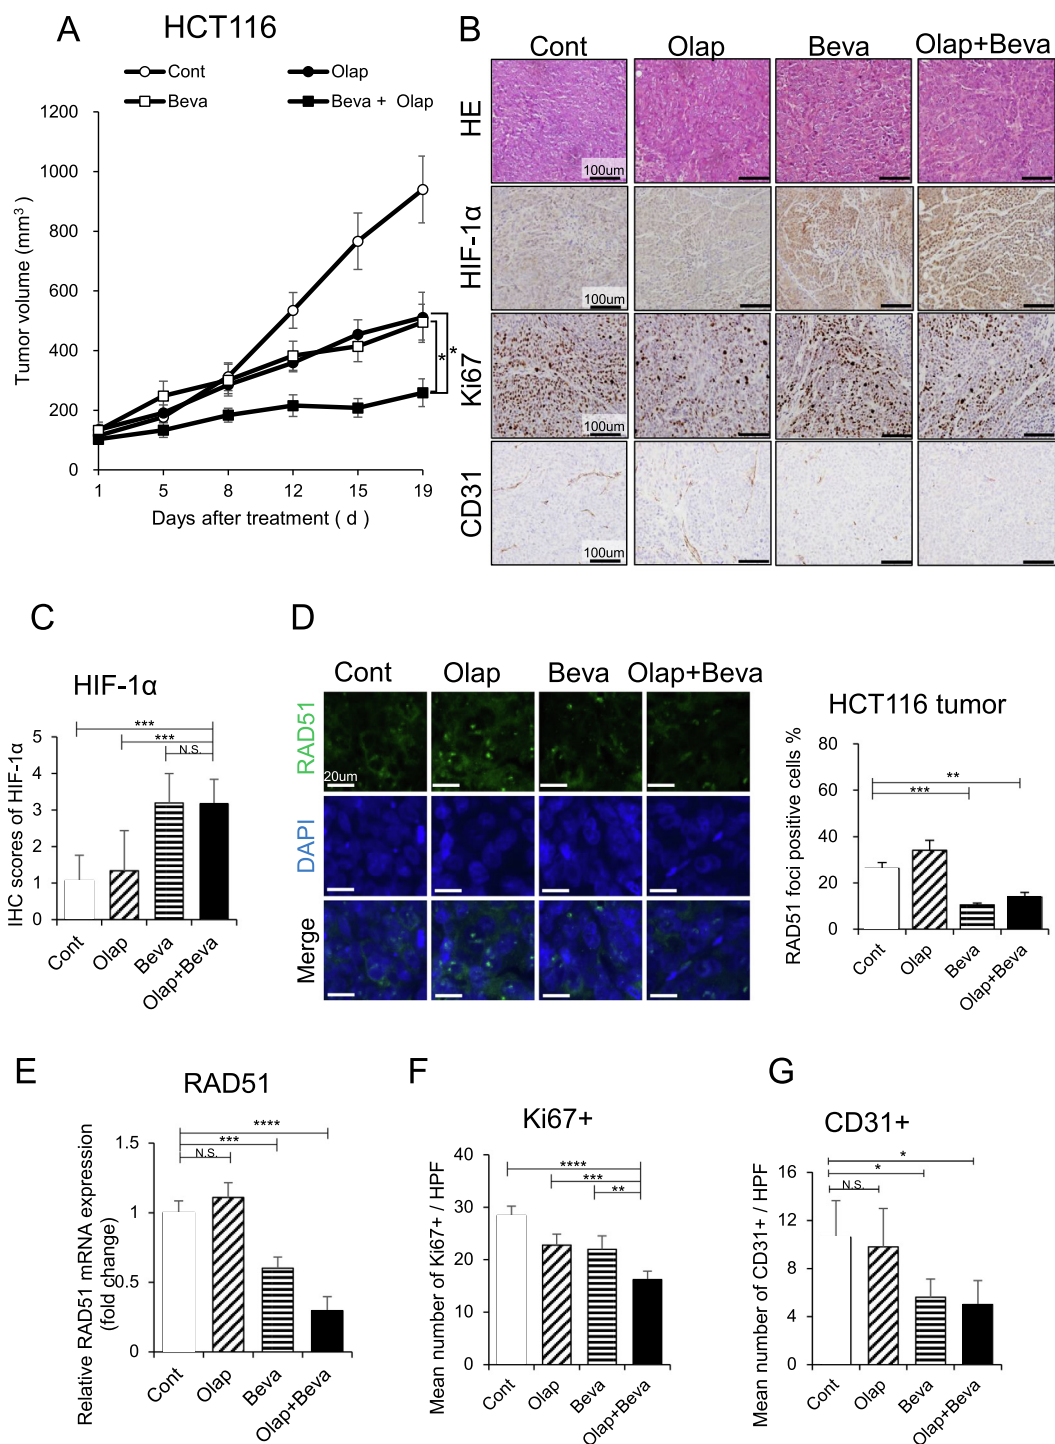 A
HCT116
Cont
Olap
Beva
Beva + Olap
Tumor volume (mm³)
1200
1000
800
600
400
200
0
*
*
1 5 8 12 15 19
Days after treatment ( d )
B
Cont Olap Beva Olap+Beva
HE
100um
HIF-1α
100um
Ki67
100um
CD31
100um
C
HIF-1α
IHC scores of HIF-1α
***
***
N.S.
5
4
3
2
1
0
Cont Olap Beva Olap+Beva
D
Cont Olap Beva Olap+Beva
RAD51
20um
DAPI
Merge
HCT116 tumor
RAD51 foci positive cells %
80
60
40
20
0
**
***
Cont Olap Beva Olap+Beva
E
RAD51
Relative RAD51 mRNA expression
(fold change)
****
***
N.S.
1.5
1
0.5
0
Cont Olap Beva Olap+Beva
F
Ki67+
Mean number of Ki67+ / HPF
****
***
**
40
30
20
10
0
Cont Olap Beva Olap+Beva
G
CD31+
Mean number of CD31+ / HPF
*
*
N.S.
16
12
8
4
0
Cont Olap Beva Olap+Beva